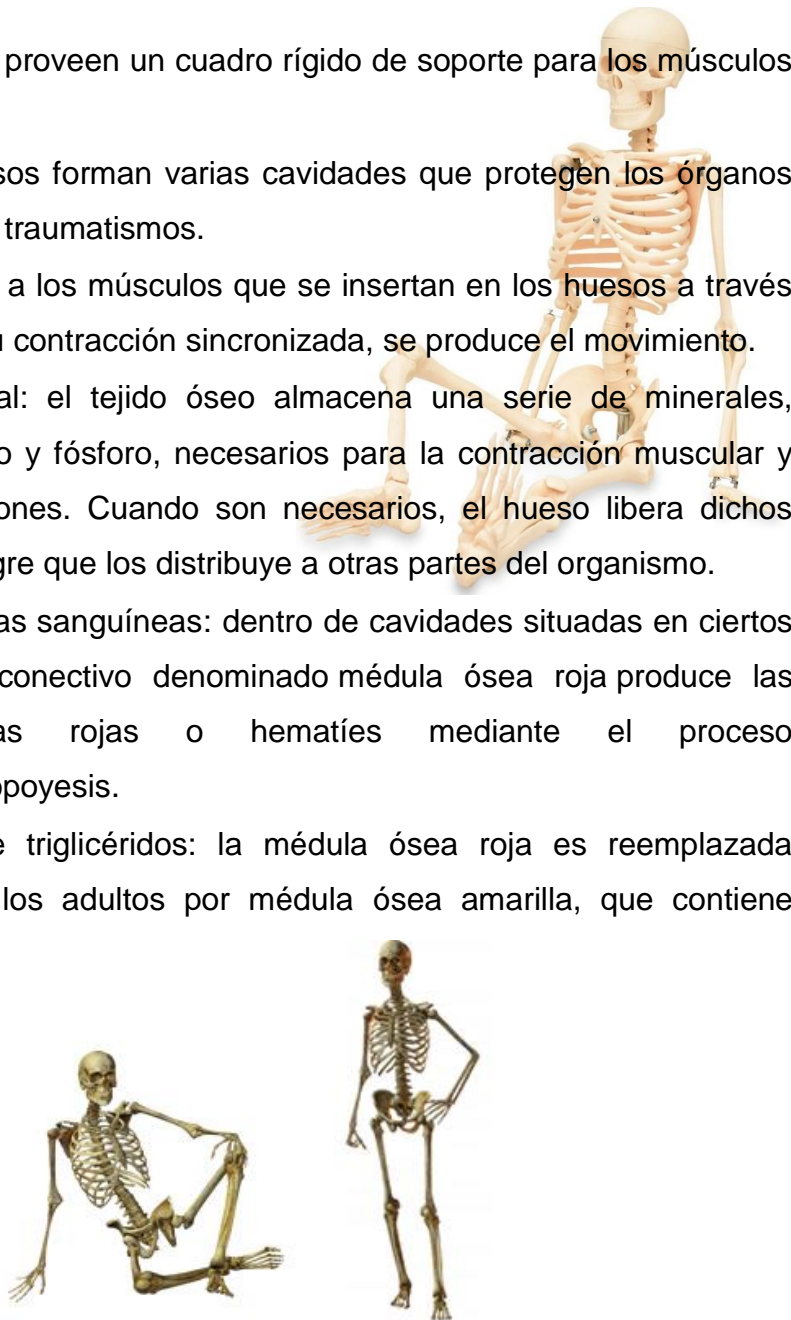 proveen un cuadro rígido de soporte para los músculos
sos forman varias cavidades que protegen los órganos
traumatismos.
a los músculos que se insertan en los huesos a través
u contracción sincronizada, se produce el movimiento.
al: el tejido óseo almacena una serie de minerales,
o y fósforo, necesarios para la contracción muscular y
ones. Cuando son necesarios, el hueso libera dichos
gre que los distribuye a otras partes del organismo.
as sanguíneas: dentro de cavidades situadas en ciertos
conectivo denominado médula ósea roja produce las
as rojas o hematíes mediante el proceso
opoyesis.
e triglicéridos: la médula ósea roja es reemplazada
los adultos por médula ósea amarilla, que contiene